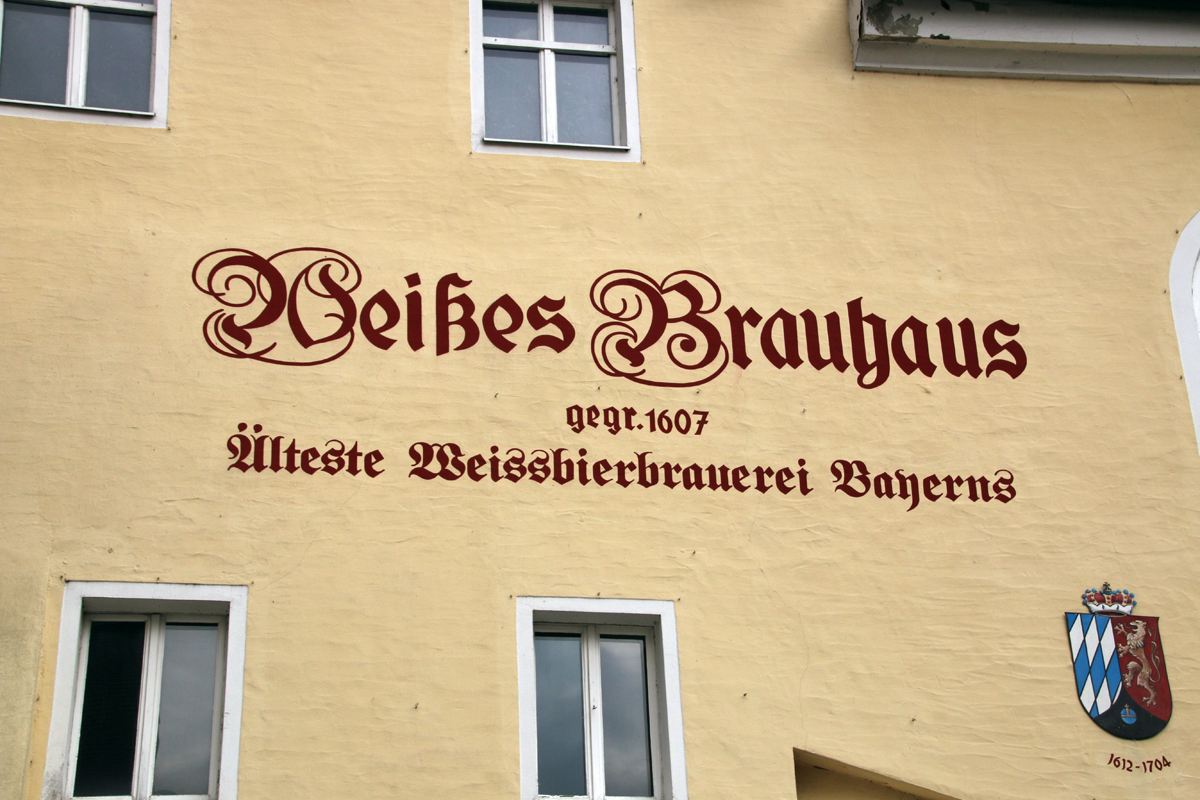 Weißes Brauhaus
gegr. 1607
Älteste Weissbierbrauerei Bayerns
1612-1704